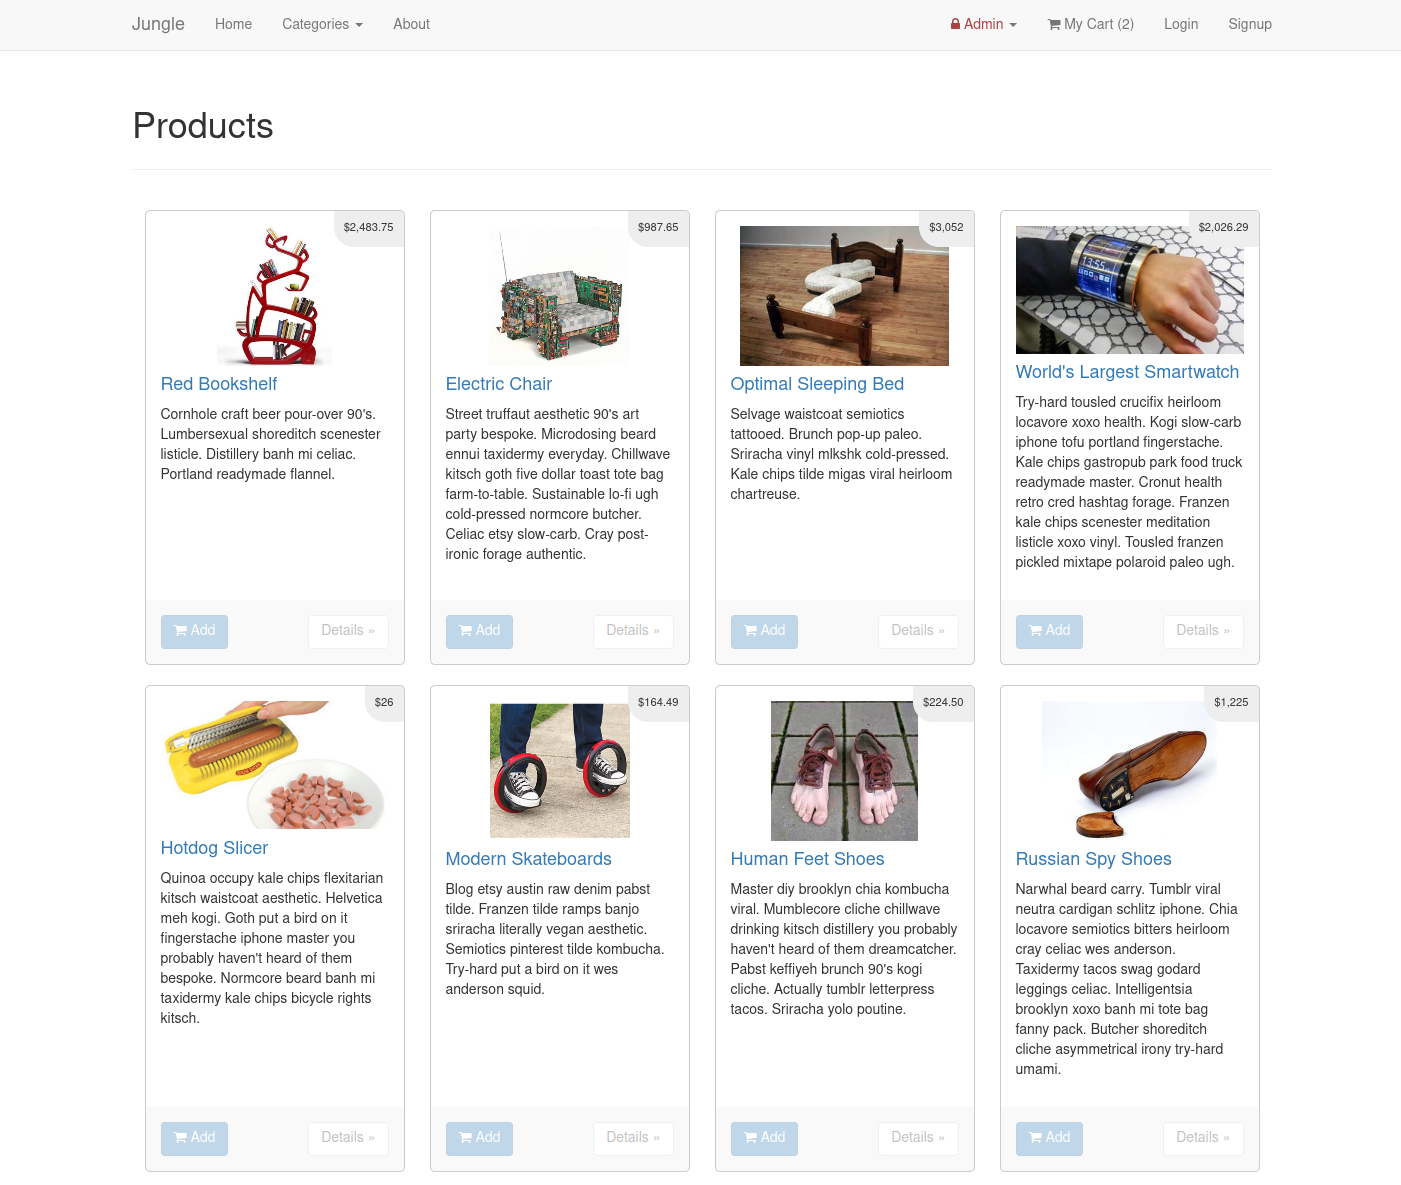 Jungle Home Categories About Admin My Cart (2) Login Signup
Products
$2,483.75
Red Bookshelf
Cornhole craft beer pour-over 90's.
Lumbersexual shoreditch scenester
listicle. Distillery banh mi celiac.
Portland readymade flannel.
Add Details »
$987.65
Electric Chair
Street truffaut aesthetic 90's art
party bespoke. Microdosing beard
ennui taxidermy everyday. Chillwave
kitsch goth five dollar toast tote bag
farm-to-table. Sustainable lo-fi ugh
cold-pressed normcore butcher.
Celiac etsy slow-carb. Cray post-
ironic forage authentic.
Add Details »
$3,052
Optimal Sleeping Bed
Selvage waistcoat semiotics
tattooed. Brunch pop-up paleo.
Sriracha vinyl mlkshk cold-pressed.
Kale chips tilde migas viral heirloom
chartreuse.
Add Details »
$2,026.29
13:55
World's Largest Smartwatch
Try-hard tousled crucifix heirloom
locavore xoxo health. Kogi slow-carb
iphone tofu portland fingerstache.
Kale chips gastropub park food truck
readymade master. Cronut health
retro cred hashtag forage. Franzen
kale chips scenester meditation
listicle xoxo vinyl. Tousled franzen
pickled mixtape polaroid paleo ugh.
Add Details »
$26
Hotdog Slicer
Quinoa occupy kale chips flexitarian
kitsch waistcoat aesthetic. Helvetica
meh kogi. Goth put a bird on it
fingerstache iphone master you
probably haven't heard of them
bespoke. Normcore beard banh mi
taxidermy kale chips bicycle rights
kitsch.
Add Details »
$164.49
Modern Skateboards
Blog etsy austin raw denim pabst
tilde. Franzen tilde ramps banjo
sriracha literally vegan aesthetic.
Semiotics pinterest tilde kombucha.
Try-hard put a bird on it wes
anderson squid.
Add Details »
$224.50
Human Feet Shoes
Master diy brooklyn chia kombucha
viral. Mumblecore cliche chillwave
drinking kitsch distillery you probably
haven't heard of them dreamcatcher.
Pabst keffiyeh brunch 90's kogi
cliche. Actually tumblr letterpress
tacos. Sriracha yolo poutine.
Add Details »
$1,225
Russian Spy Shoes
Narwhal beard carry. Tumblr viral
neutra cardigan schlitz iphone. Chia
locavore semiotics bitters heirloom
cray celiac wes anderson.
Taxidermy tacos swag godard
leggings celiac. Intelligentsia
brooklyn xoxo banh mi tote bag
fanny pack. Butcher shoreditch
cliche asymmetrical irony try-hard
umami.
Add Details »